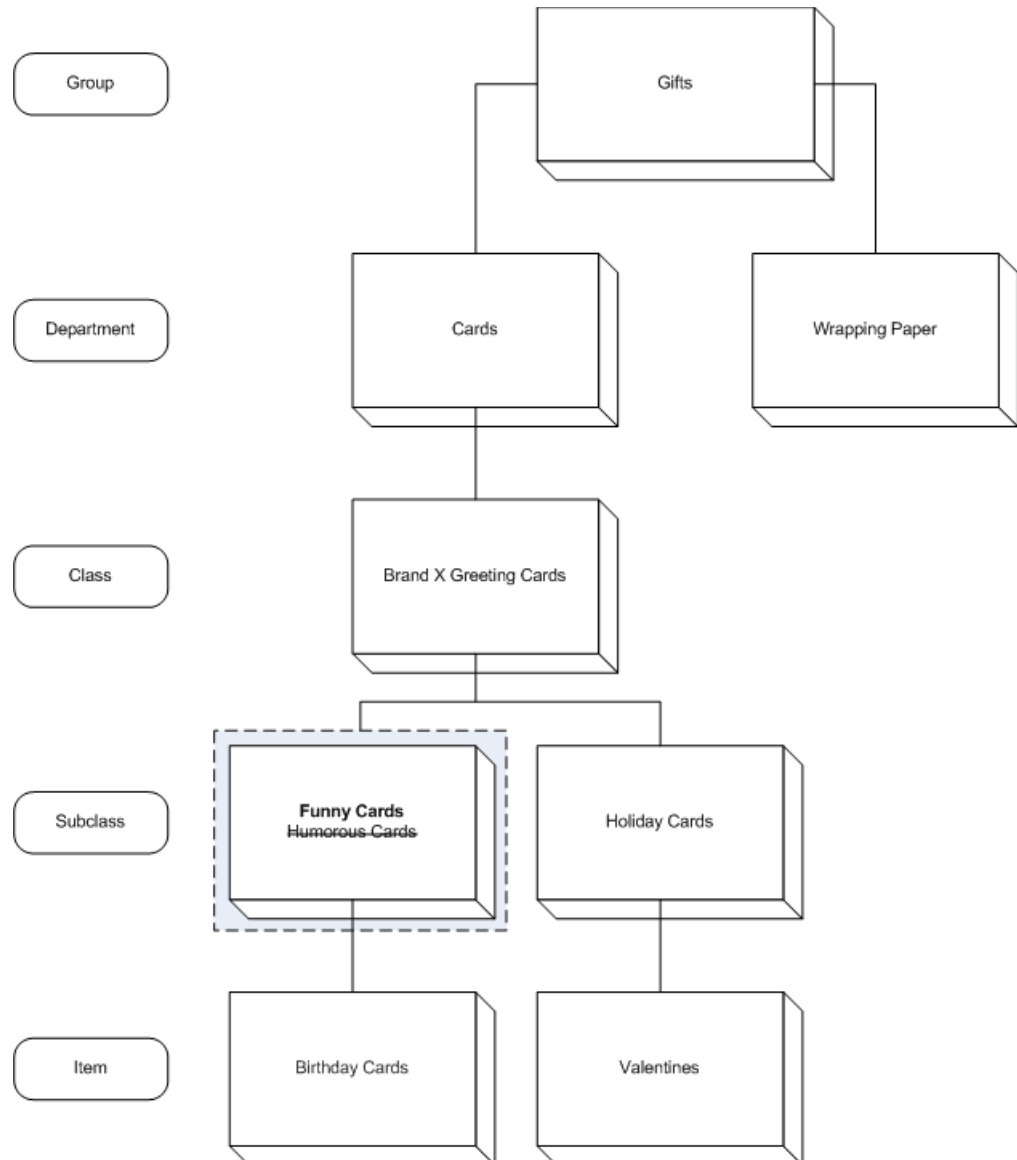 Group
Gifts
Department
Cards
Wrapping Paper
Class
Brand X Greeting Cards
Subclass
Funny Cards
Humorous Cards
Holiday Cards
Item
Birthday Cards
Valentines